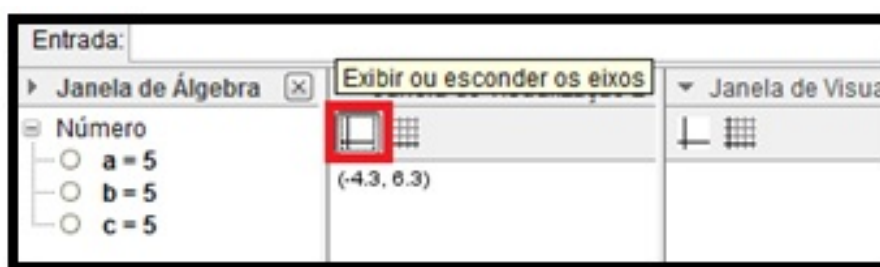 Entrada:
Janela de Álgebra
Exibir ou esconder os eixos
Janela de Visua
Número
a = 5
(-4.3, 6.3)
b = 5
c = 5